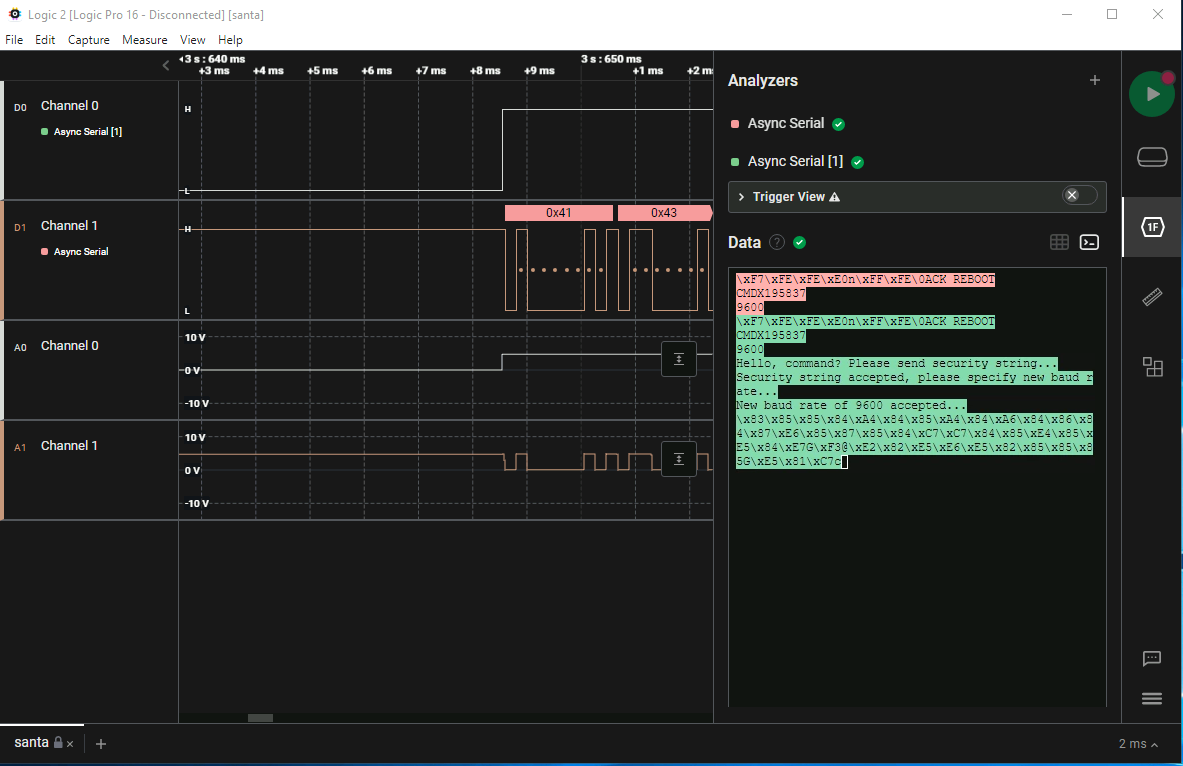 Logic 2 [Logic Pro 16 - Disconnected] [santa]
File Edit Capture Measure View Help
3 s : 640 ms
3 s : 650 ms
+3 ms +4 ms +5 ms +6 ms +7 ms +8 ms +9 ms +1 ms +2 m
D0 Channel 0
Async Serial [1]
H
L
D1 Channel 1
Async Serial
0x41 0x43
H
L
A0 Channel 0
10 V
0 V
-10 V
A1 Channel 1
10 V
0 V
-10 V
Analyzers
Async Serial
Async Serial [1]
Trigger View
Data ?
\xF7\xFE\xFE\xE0n\xFF\xFE\0ACK REBOOT
CMDX195837
9600
\xF7\xFE\xFE\xE0n\xFF\xFE\0ACK REBOOT
CMDX195837
9600
Hello, command? Please send security string...
Security string accepted, please specify new baud r
ate...
New baud rate of 9600 accepted...
\x83\x85\x85\x84\xA4\x84\x85\xA4\x84\xA6\x84\x86\x8
4\x87\xE6\x85\x87\x85\x84\xC7\xC7\x84\x85\xE4\x85\x
E5\x84\xE7G\xF3@\xE2\x82\xE5\xE6\xE5\x82\x85\x85\x8
5G\xE5\x81\xC7c
1F
santa
2 ms